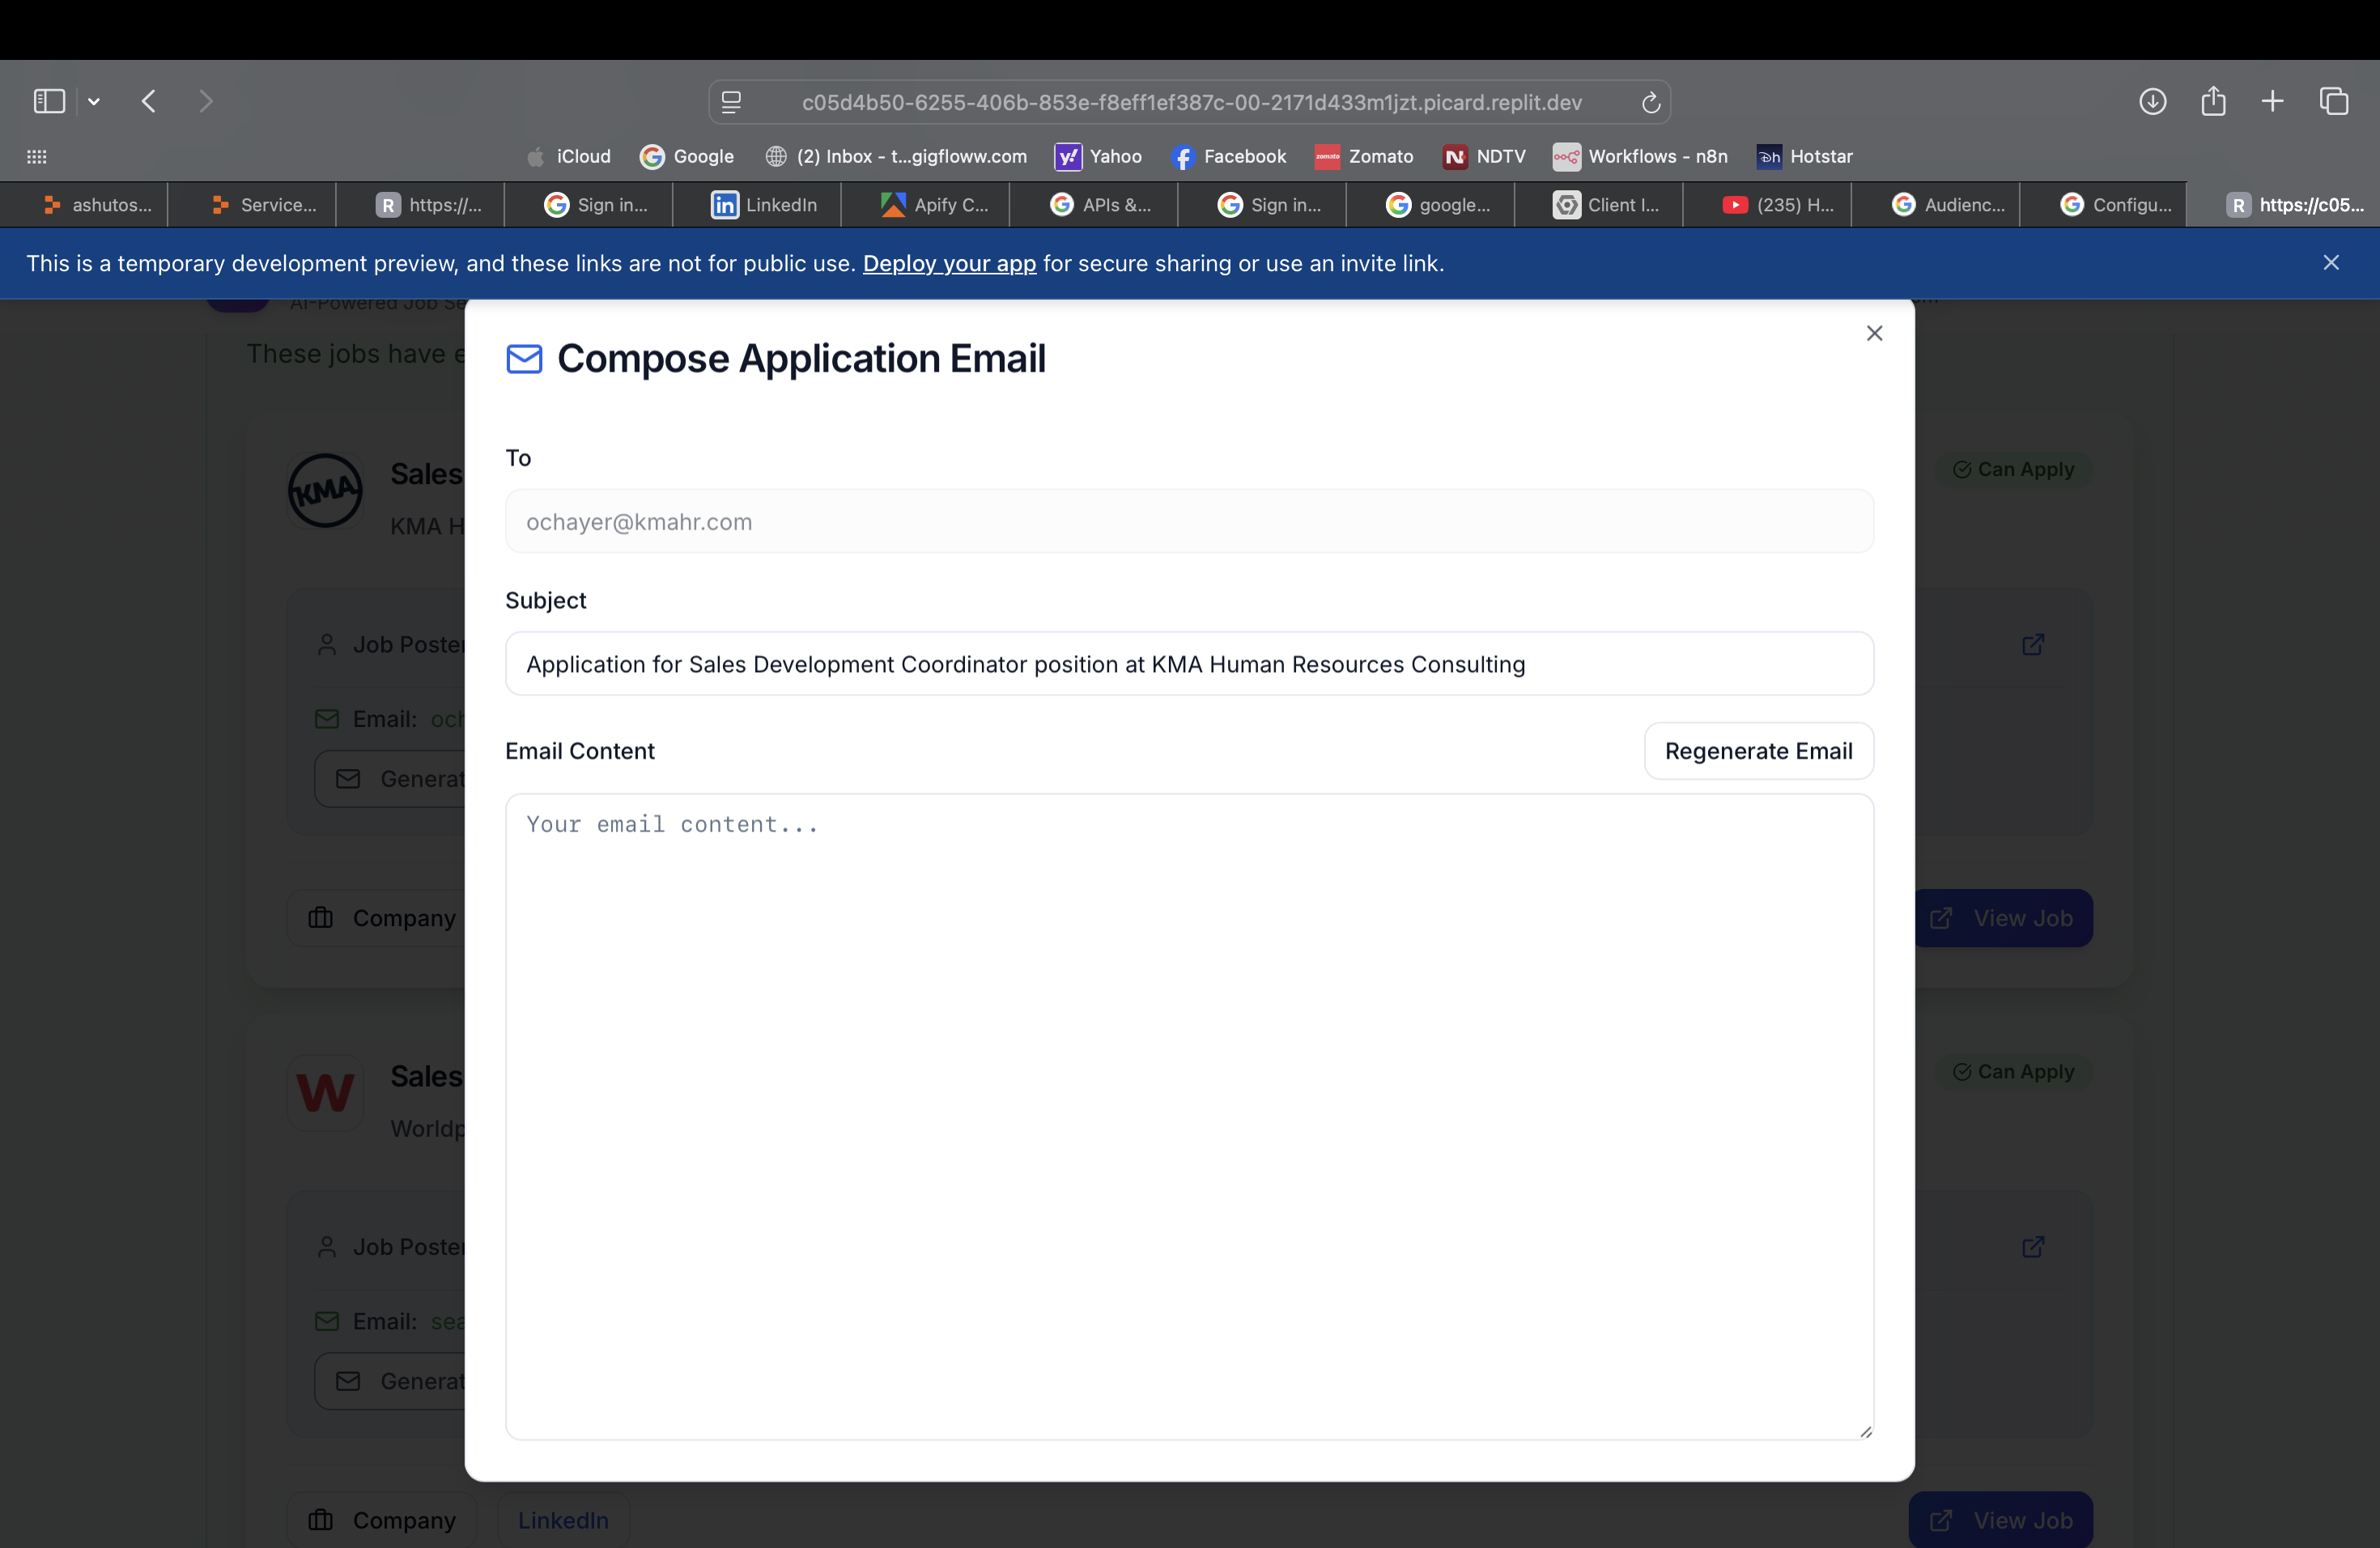 c05d4b50-6255-406b-853e-f8eff1ef387c-00-2171d433m1jzt.picard.replit.dev
iCloud Google (2) Inbox - t...gigfloww.com Yahoo Facebook Zomato NDTV Workflows - n8n Hotstar
ashutos... Service... https://... Sign in... LinkedIn Apify C... APIs &... Sign in... google... Client I... (235) H... Audienc... Configu... https://c05...
This is a temporary development preview, and these links are not for public use. Deploy your app for secure sharing or use an invite link.
AI-Powered Job Se
These jobs have e
Compose Application Email
To
ochayer@kmahr.com
Subject
Application for Sales Development Coordinator position at KMA Human Resources Consulting
Email Content
Regenerate Email
Your email content...
KMA
Sales
KMA H
Can Apply
Job Poster
Email: och
Generat
Company
View Job
W
Sales
Worldp
Can Apply
Job Poster
Email: sea
Generat
Company
LinkedIn
View Job